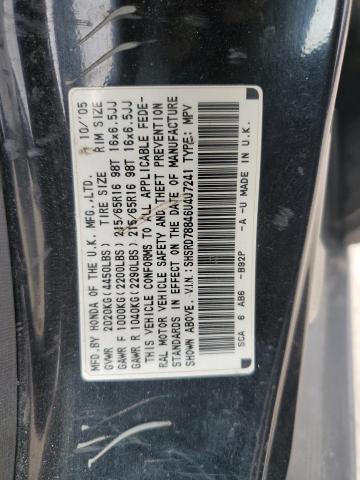 MFD.BY HONDA OF THE U.K. MFG.,LTD. 10/'05
GVWR 2020KG(4450LBS) TIRE SIZE RIM SIZE
GAWR F 1000KG(2200LBS) 215/65R16 98T 16x6.5JJ
GAWR R 1040KG(2290LBS) 215/65R16 98T 16x6.5JJ
THIS VEHICLE CONFORMS TO ALL APPLICABLE FEDE-
RAL MOTOR VEHICLE SAFETY AND THEFT PREVENTION
STANDARDS IN EFFECT ON THE DATE OF MANUFACTURE
SHOWN ABOVE. V.I.N.: SHSRD78846U407241 TYPE: MPV
SCA 6 AB6 -B92P -A -U MADE IN U.K.